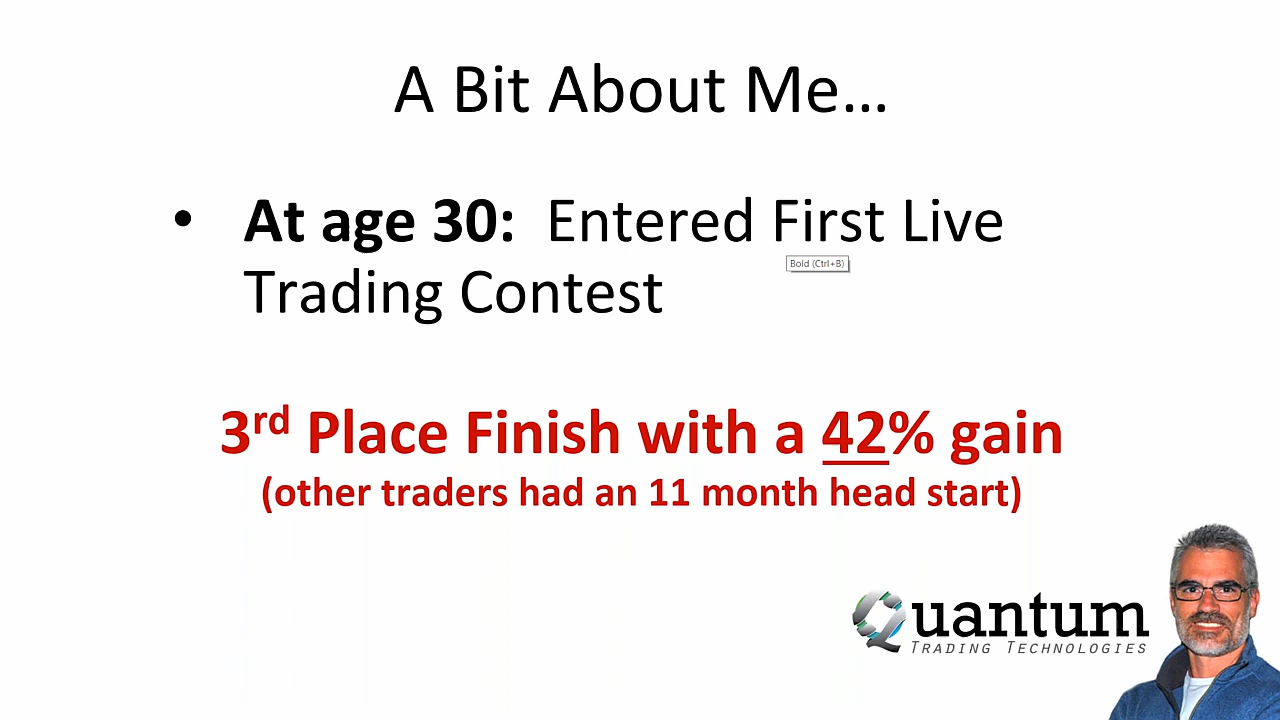 A Bit About Me...
• At age 30: Entered First Live
Bold (Ctrl+B)
Trading Contest
3rd Place Finish with a 42% gain
(other traders had an 11 month head start)
Quantum
TRADING TECHNOLOGIES